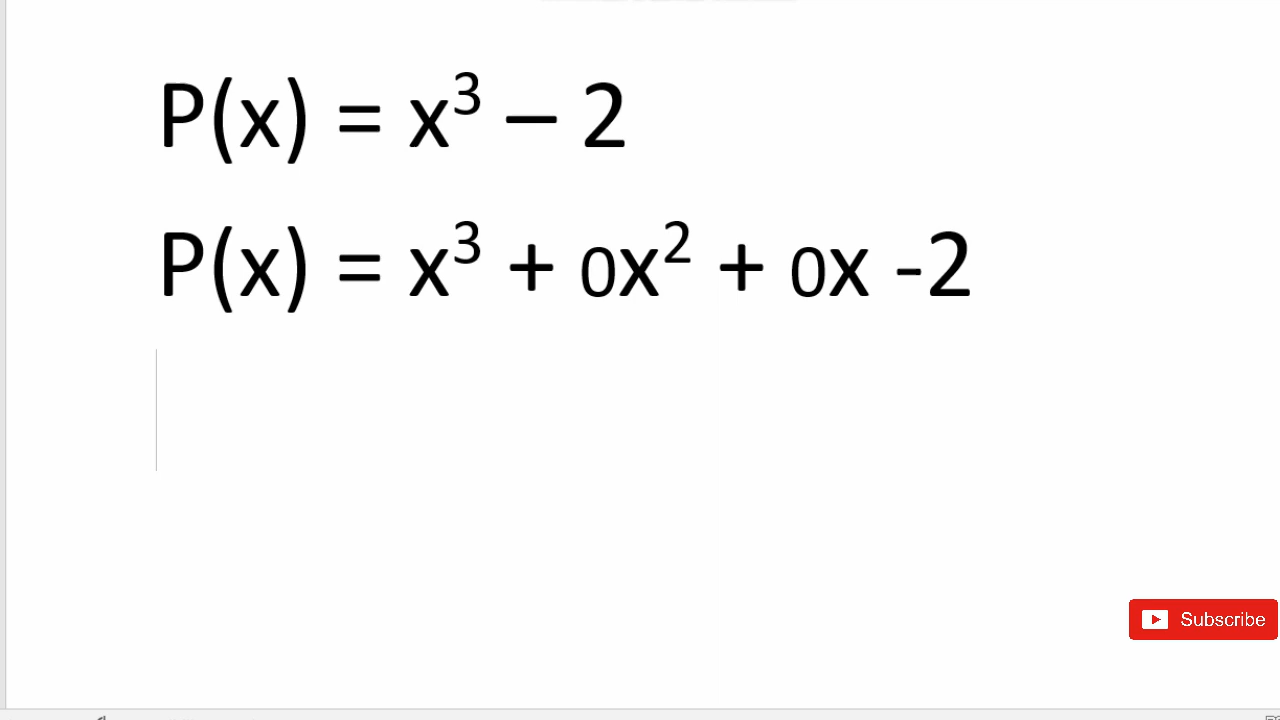 P(x) = x³ – 2
P(x) = x³ + 0x² + 0x -2
Subscribe